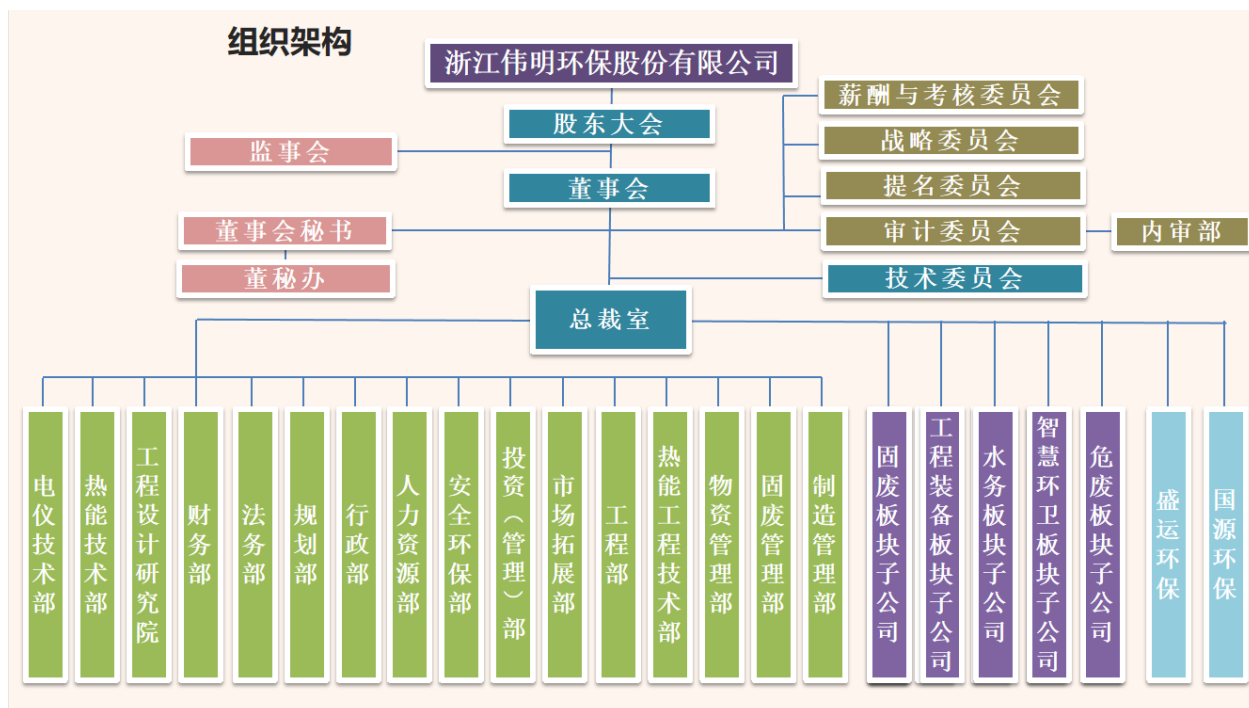 组织架构
浙江伟明环保股份有限公司
股东大会
监事会
董事会
薪酬与考核委员会
战略委员会
提名委员会
董事会秘书
审计委员会
内审部
董秘办
技术委员会
总裁室
电仪技术部
热能技术部
工程设计研究院
财务部
法务部
规划部
行政部
人力资源部
安全环保部
投资（管理）部
市场拓展部
工程部
热能工程技术部
物资管理部
固废管理部
制造管理部
固废板块子公司
工程装备板块子公司
水务板块子公司
智慧环卫板块子公司
危废板块子公司
盛运环保
国源环保